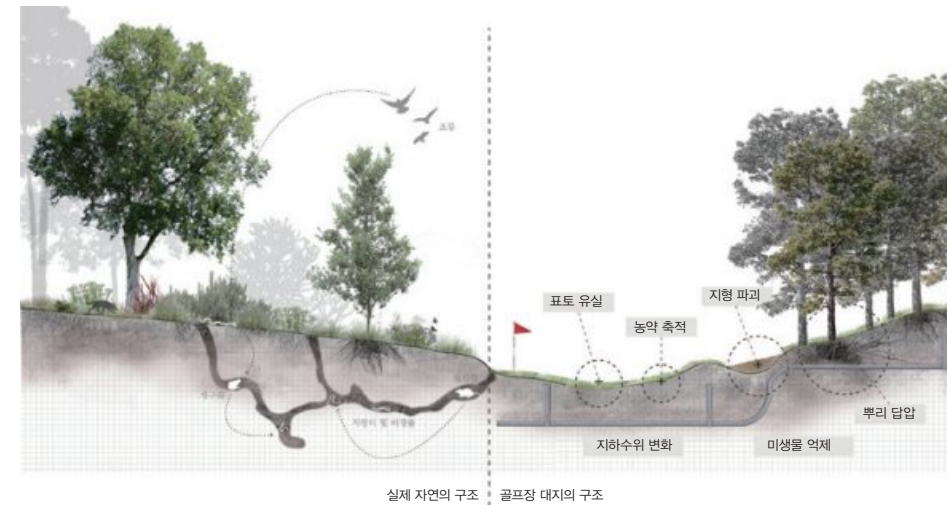 조류
표토 유실
지형 파괴
농약 축적
뿌리 답압
지하수위 변화
미생물 억제
실제 자연의 구조
골프장 대지의 구조